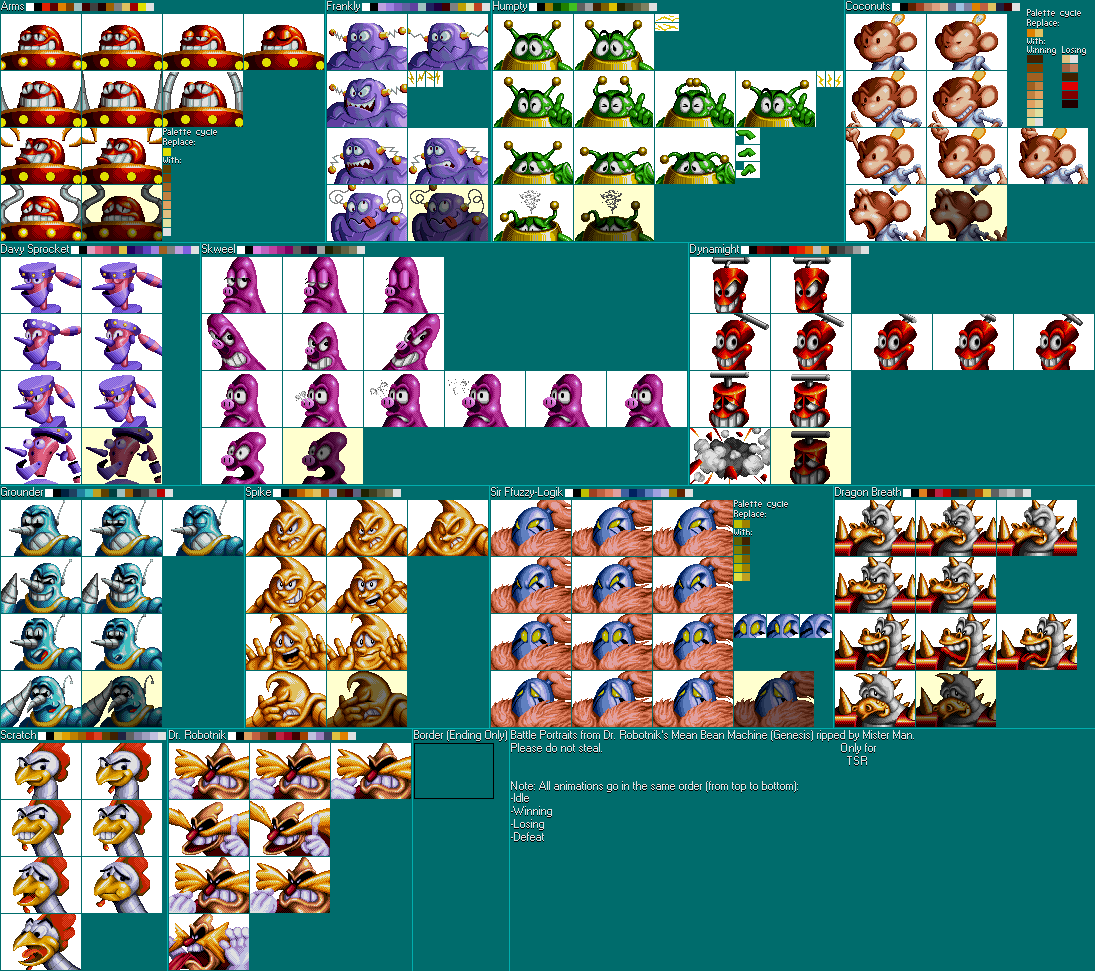 Arms
Frankly
Humpty
Coconuts
Palette cycle
Replace:
With:
Winning Losing
Palette cycle
Replace:
With:
Davy Sprocket
Skweel
Dynamight
Grounder
Spike
Sir Ffuzzy-Logik
Palette cycle
Replace:
With:
Dragon Breath
Scratch
Dr. Robotnik
Border (Ending Only)
Battle Portraits from Dr. Robotnik's Mean Bean Machine (Genesis) ripped by Mister Man.
Please do not steal.
Only for
TSR
Note: All animations go in the same order (from top to bottom):
-Idle
-Winning
-Losing
-Defeat